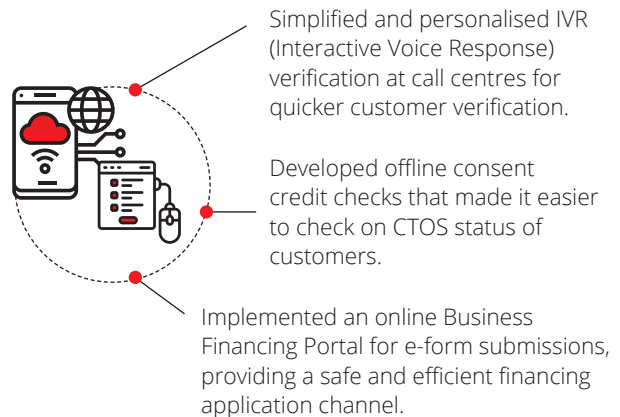 Simplified and personalised IVR
(Interactive Voice Response)
verification at call centres for
quicker customer verification.
Developed offline consent
credit checks that made it easier
to check on CTOS status of
customers.
Implemented an online Business
Financing Portal for e-form submissions,
providing a safe and efficient financing
application channel.